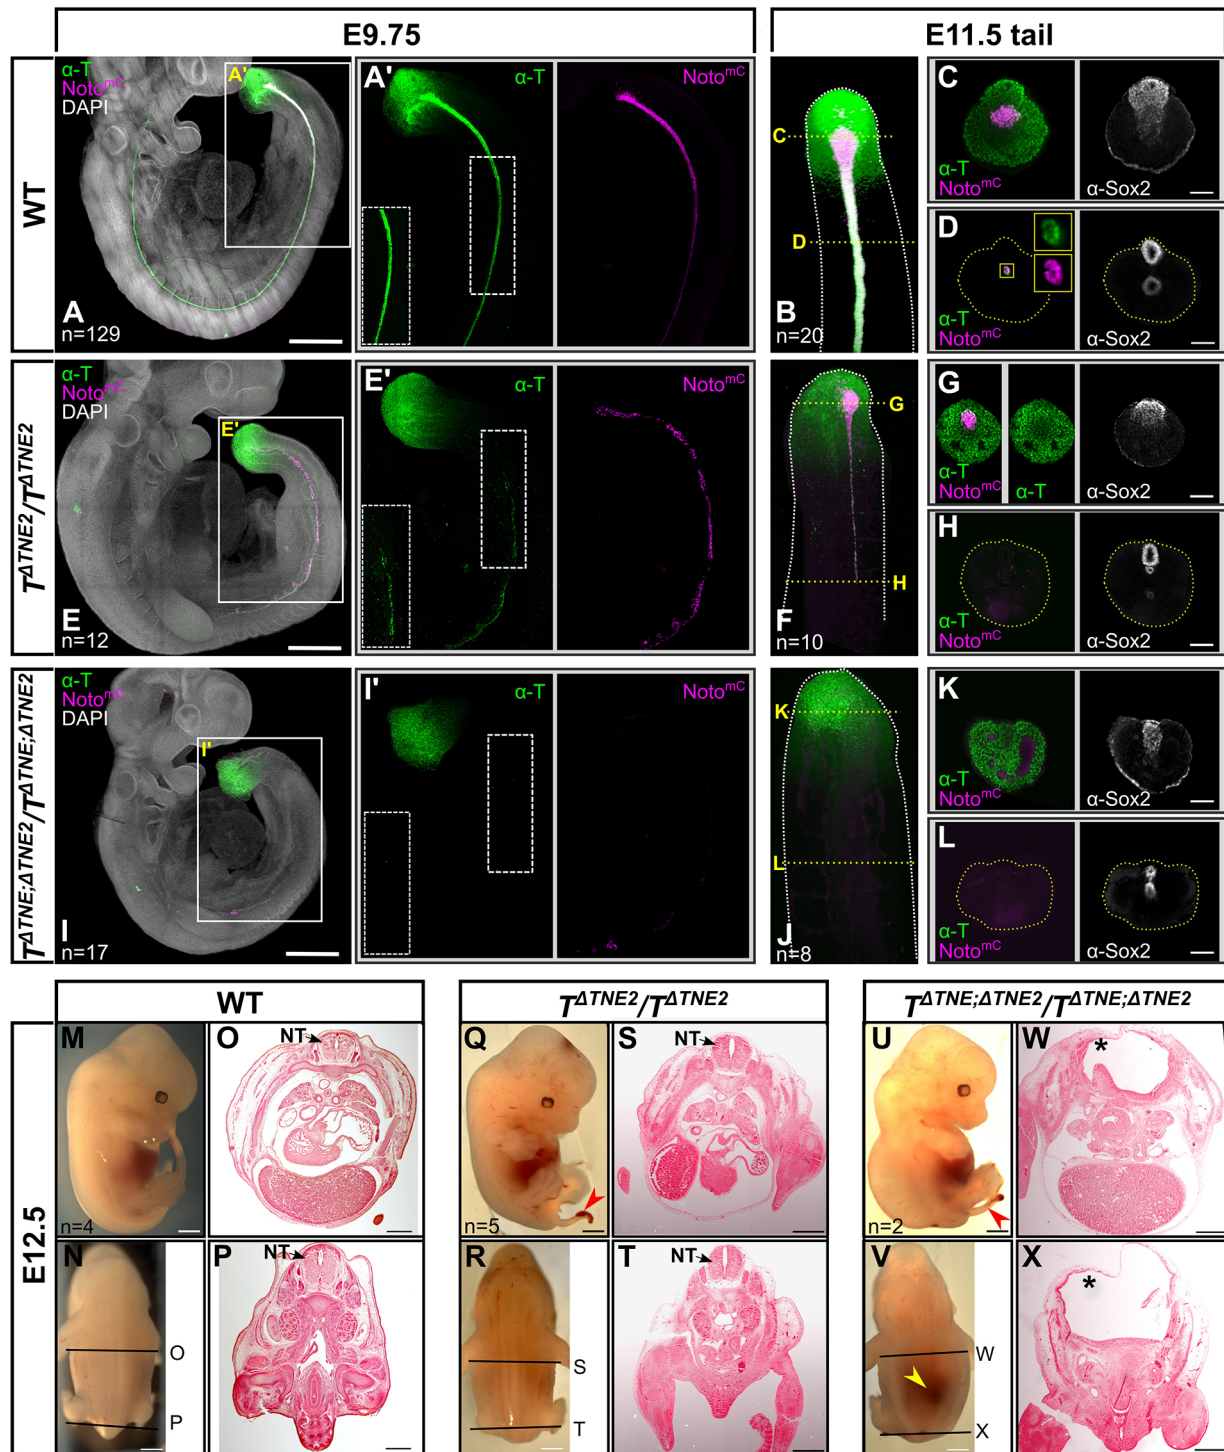 E9.75
E11.5 tail
WT
α-T
Noto^mC
DAPI
A'
A
n=129
A'
α-T
Noto^mC
C
D
B
n=20
C
α-T
Noto^mC
α-Sox2
D
α-T
Noto^mC
α-Sox2
T^ΔTNE2/T^ΔTNE2
α-T
Noto^mC
DAPI
E'
E
n=12
E'
α-T
Noto^mC
G
H
F
n=10
G
α-T
Noto^mC
α-T
α-Sox2
H
α-T
Noto^mC
α-Sox2
T^ΔTNE;ΔTNE2/T^ΔTNE;ΔTNE2
α-T
Noto^mC
DAPI
I'
I
n=17
I'
α-T
Noto^mC
K
L
J
n=8
K
α-T
Noto^mC
α-Sox2
L
α-T
Noto^mC
α-Sox2
WT
T^ΔTNE2/T^ΔTNE2
T^ΔTNE;ΔTNE2/T^ΔTNE;ΔTNE2
E12.5
M
n=4
O
NT
Q
n=5
S
NT
U
n=2
W
*
N
O
P
P
NT
R
S
T
T
NT
V
W
X
X
*